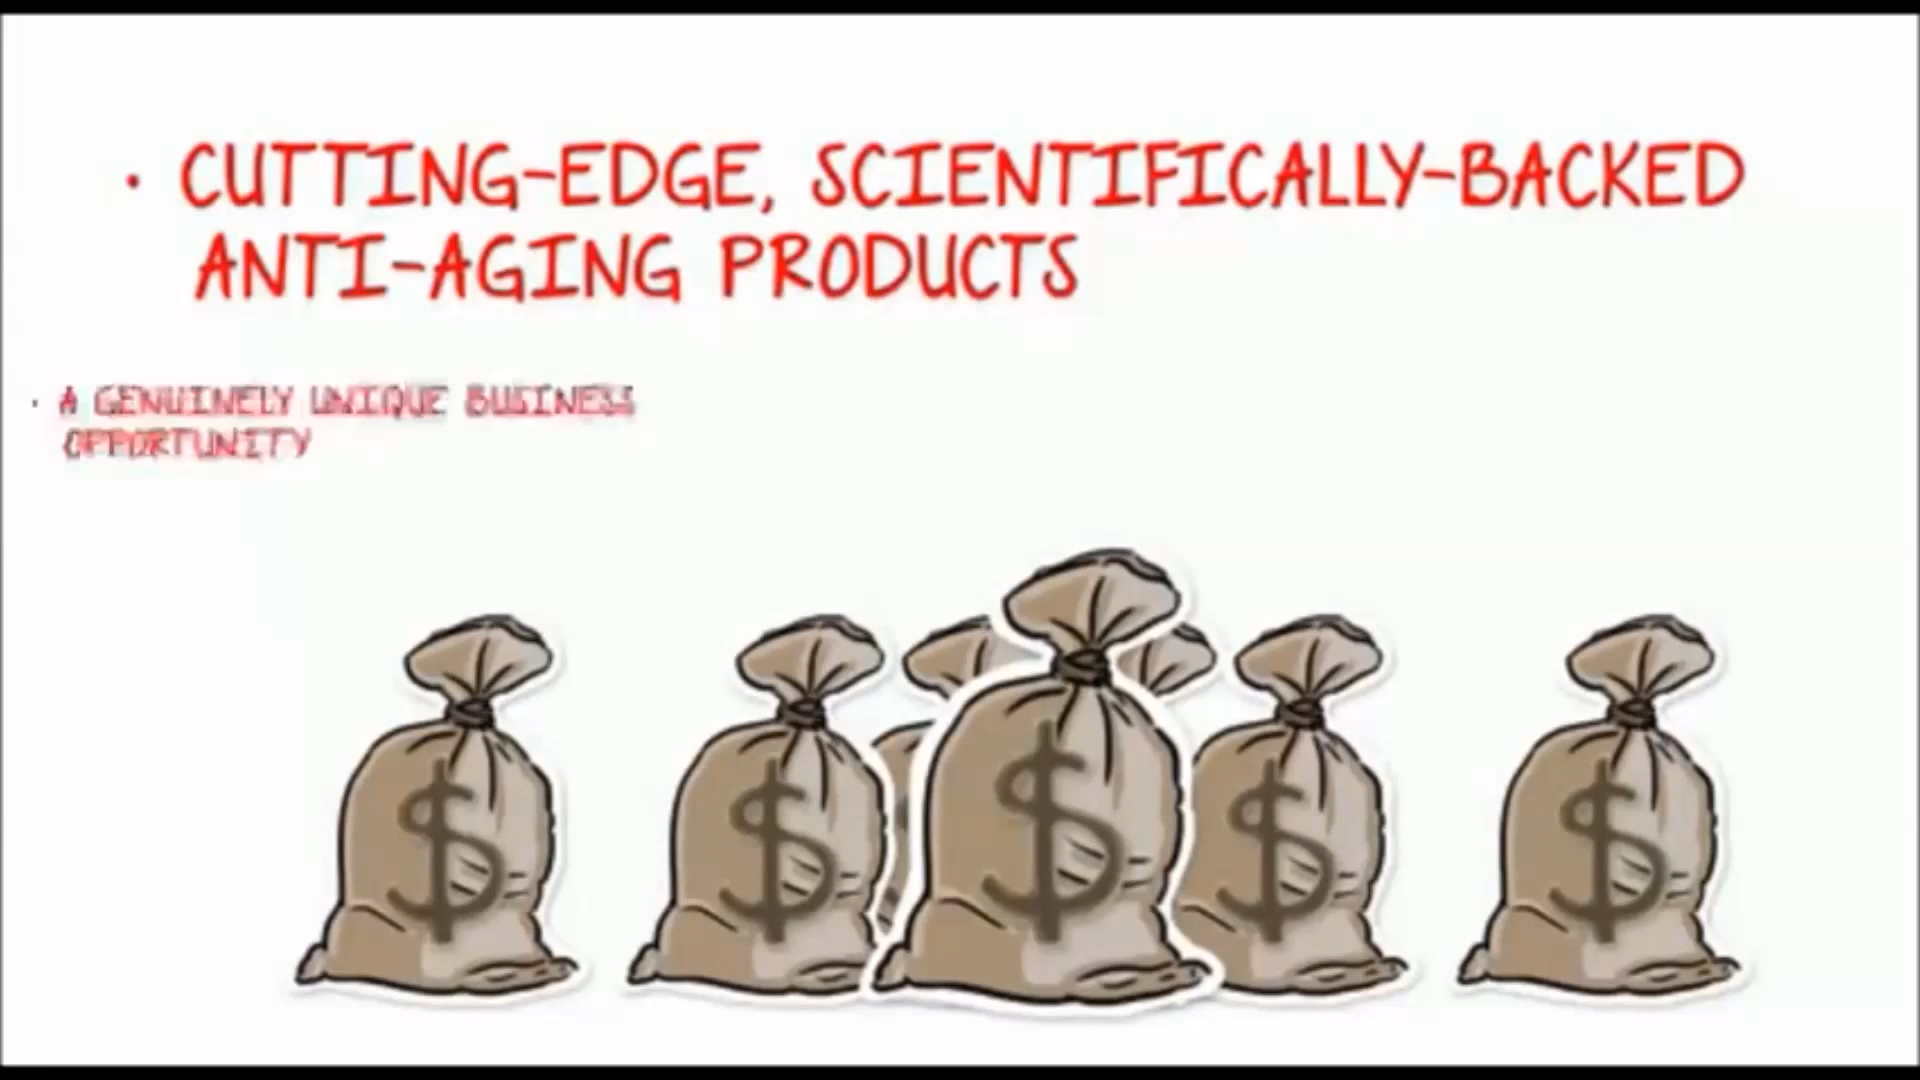 · CUTTING-EDGE, SCIENTIFICALLY-BACKED
ANTI-AGING PRODUCTS
· A GENUINELY UNIQUE BUSINESS
OPPORTUNITY
$ $ $ $ $